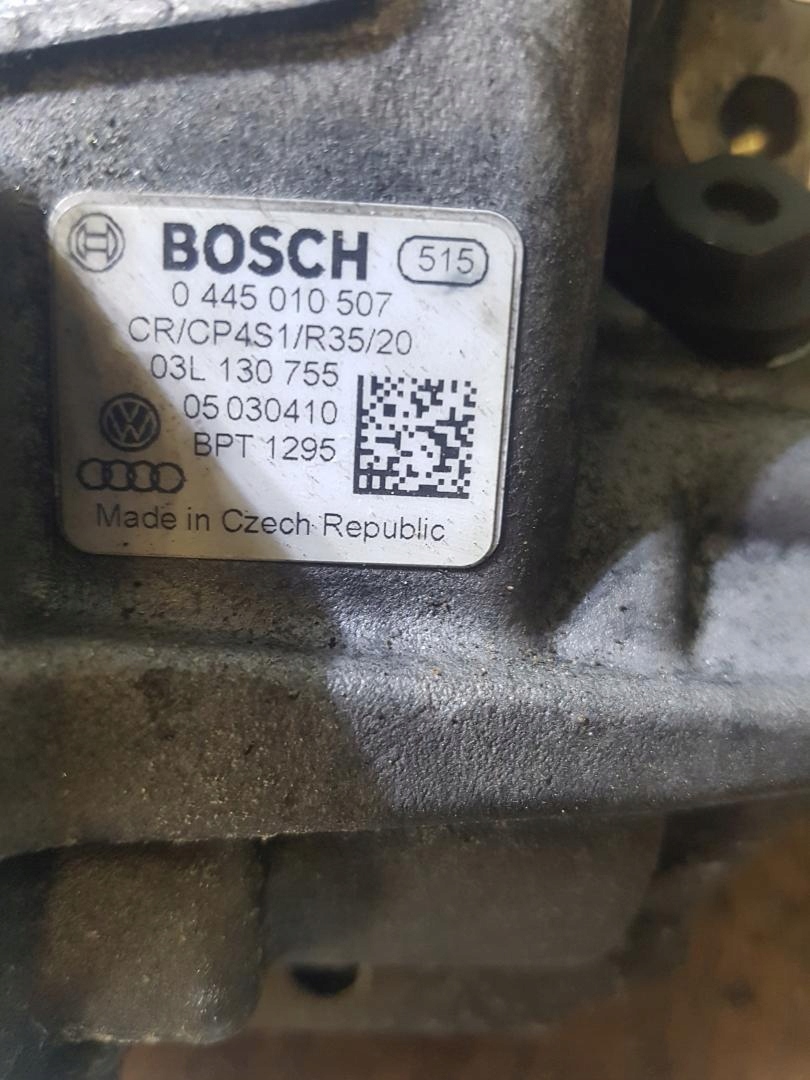 BOSCH 515
0 445 010 507
CR/CP4S1/R35/20
03L 130 755
05 030410
BPT 1295
Made in Czech Republic